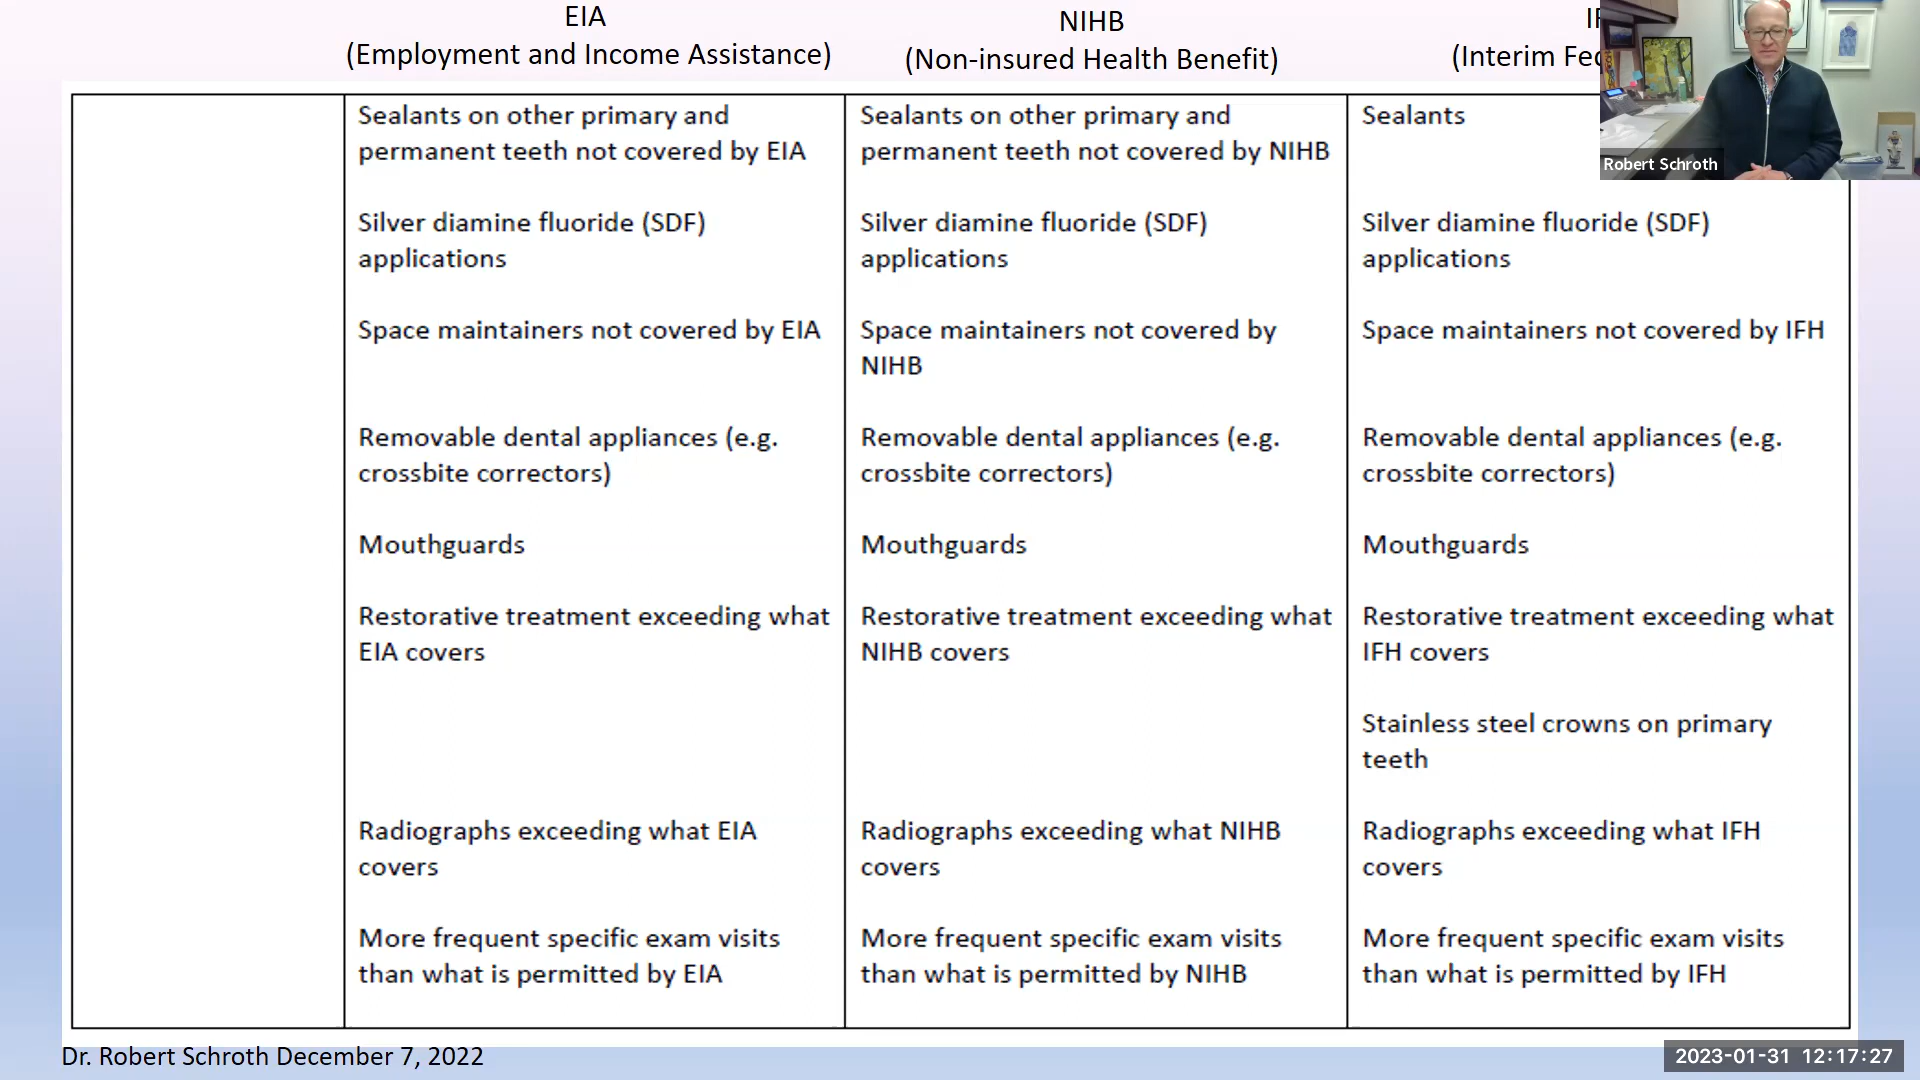 EIA
(Employment and Income Assistance)
NIHB
(Non-insured Health Benefit)
(Interim
Robert Schroth
Sealants on other primary and
permanent teeth not covered by EIA
Silver diamine fluoride (SDF)
applications
Space maintainers not covered by EIA
Removable dental appliances (e.g.
crossbite correctors)
Mouthguards
Restorative treatment exceeding what
EIA covers
Radiographs exceeding what EIA
covers
More frequent specific exam visits
than what is permitted by EIA
Sealants on other primary and
permanent teeth not covered by NIHB
Silver diamine fluoride (SDF)
applications
Space maintainers not covered by
NIHB
Removable dental appliances (e.g.
crossbite correctors)
Mouthguards
Restorative treatment exceeding what
NIHB covers
Radiographs exceeding what NIHB
covers
More frequent specific exam visits
than what is permitted by NIHB
Sealants
Silver diamine fluoride (SDF)
applications
Space maintainers not covered by IFH
Removable dental appliances (e.g.
crossbite correctors)
Mouthguards
Restorative treatment exceeding what
IFH covers
Stainless steel crowns on primary
teeth
Radiographs exceeding what IFH
covers
More frequent specific exam visits
than what is permitted by IFH
Dr. Robert Schroth December 7, 2022
2023-01-31 12:17:27